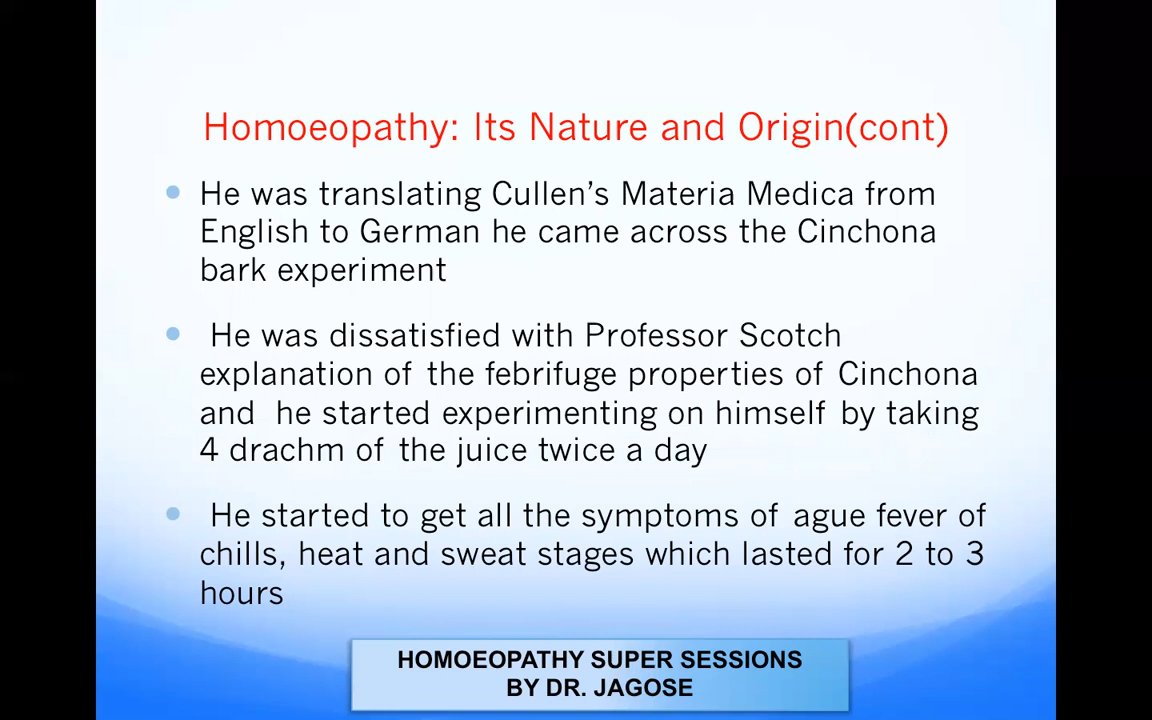 Homoeopathy: Its Nature and Origin(cont)
He was translating Cullen's Materia Medica from
English to German he came across the Cinchona
bark experiment
He was dissatisfied with Professor Scotch
explanation of the febrifuge properties of Cinchona
and he started experimenting on himself by taking
4 drachm of the juice twice a day
He started to get all the symptoms of ague fever of
chills, heat and sweat stages which lasted for 2 to 3
hours
HOMOEOPATHY SUPER SESSIONS
BY DR. JAGOSE